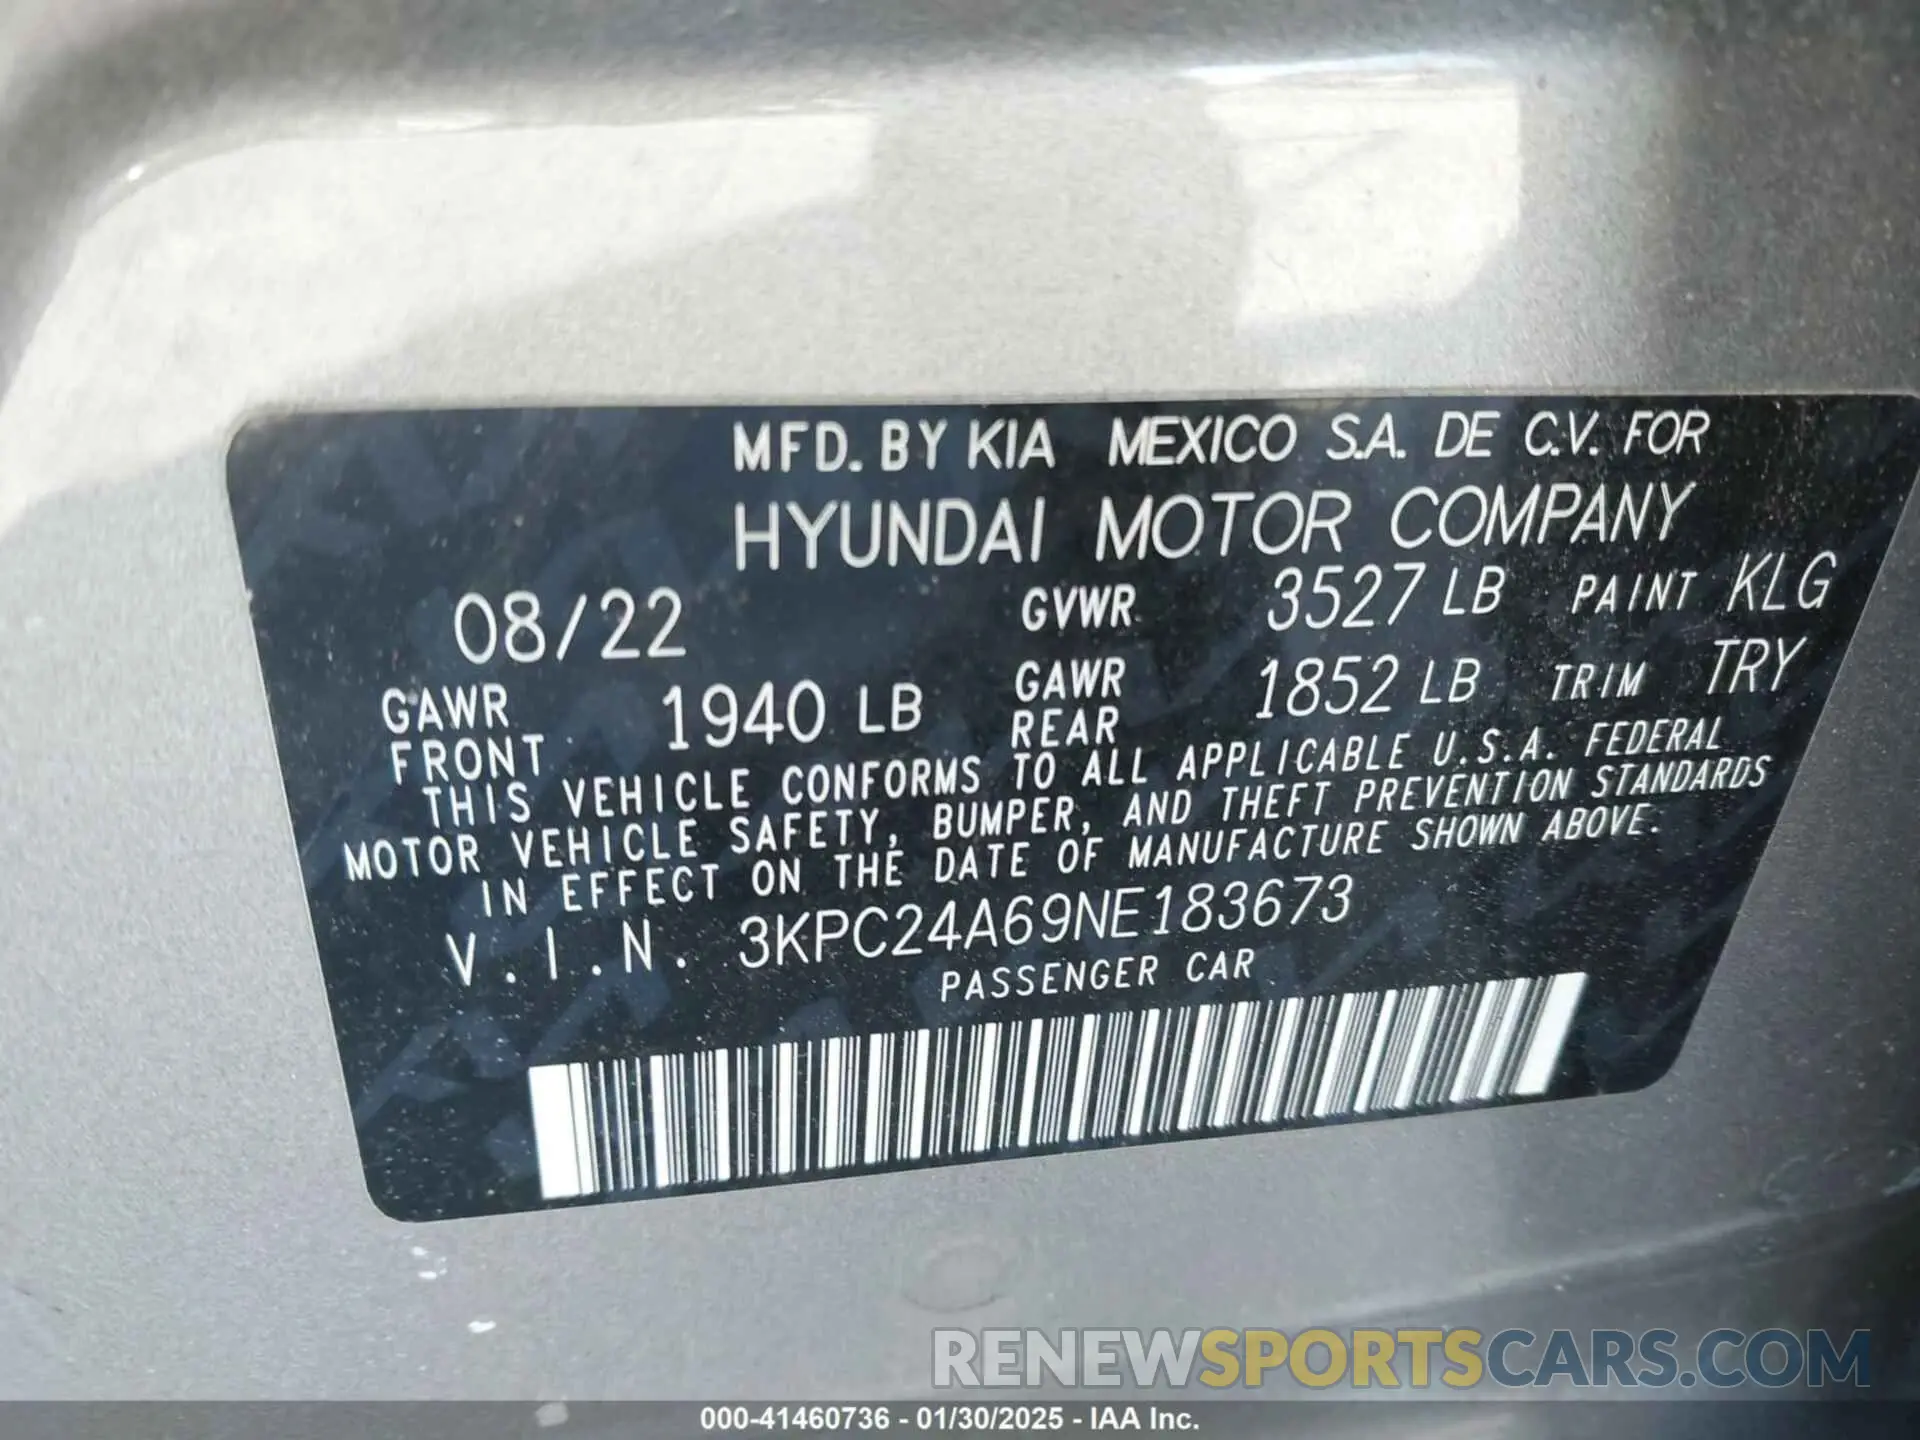 MFD. BY KIA MEXICO S.A. DE C.V. FOR
HYUNDAI MOTOR COMPANY
08/22 GVWR 3527 LB PAINT KLG
GAWR FRONT 1940 LB GAWR REAR 1852 LB TRIM TRY
THIS VEHICLE CONFORMS TO ALL APPLICABLE U.S.A. FEDERAL
MOTOR VEHICLE SAFETY, BUMPER, AND THEFT PREVENTION STANDARDS
IN EFFECT ON THE DATE OF MANUFACTURE SHOWN ABOVE.
V.I.N. 3KPC24A69NE183673
PASSENGER CAR
RENEWSPORTSCARS.COM
000-41460736 - 01/30/2025 - IAA Inc.